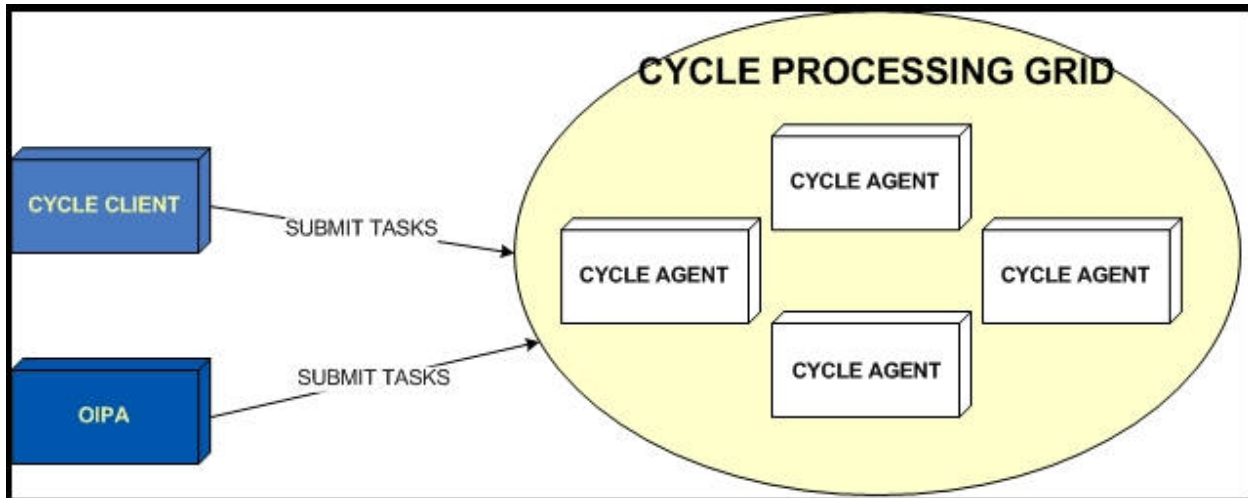 CYCLE PROCESSING GRID
CYCLE AGENT
CYCLE CLIENT
SUBMIT TASKS
CYCLE AGENT
CYCLE AGENT
CYCLE AGENT
SUBMIT TASKS
OIPA